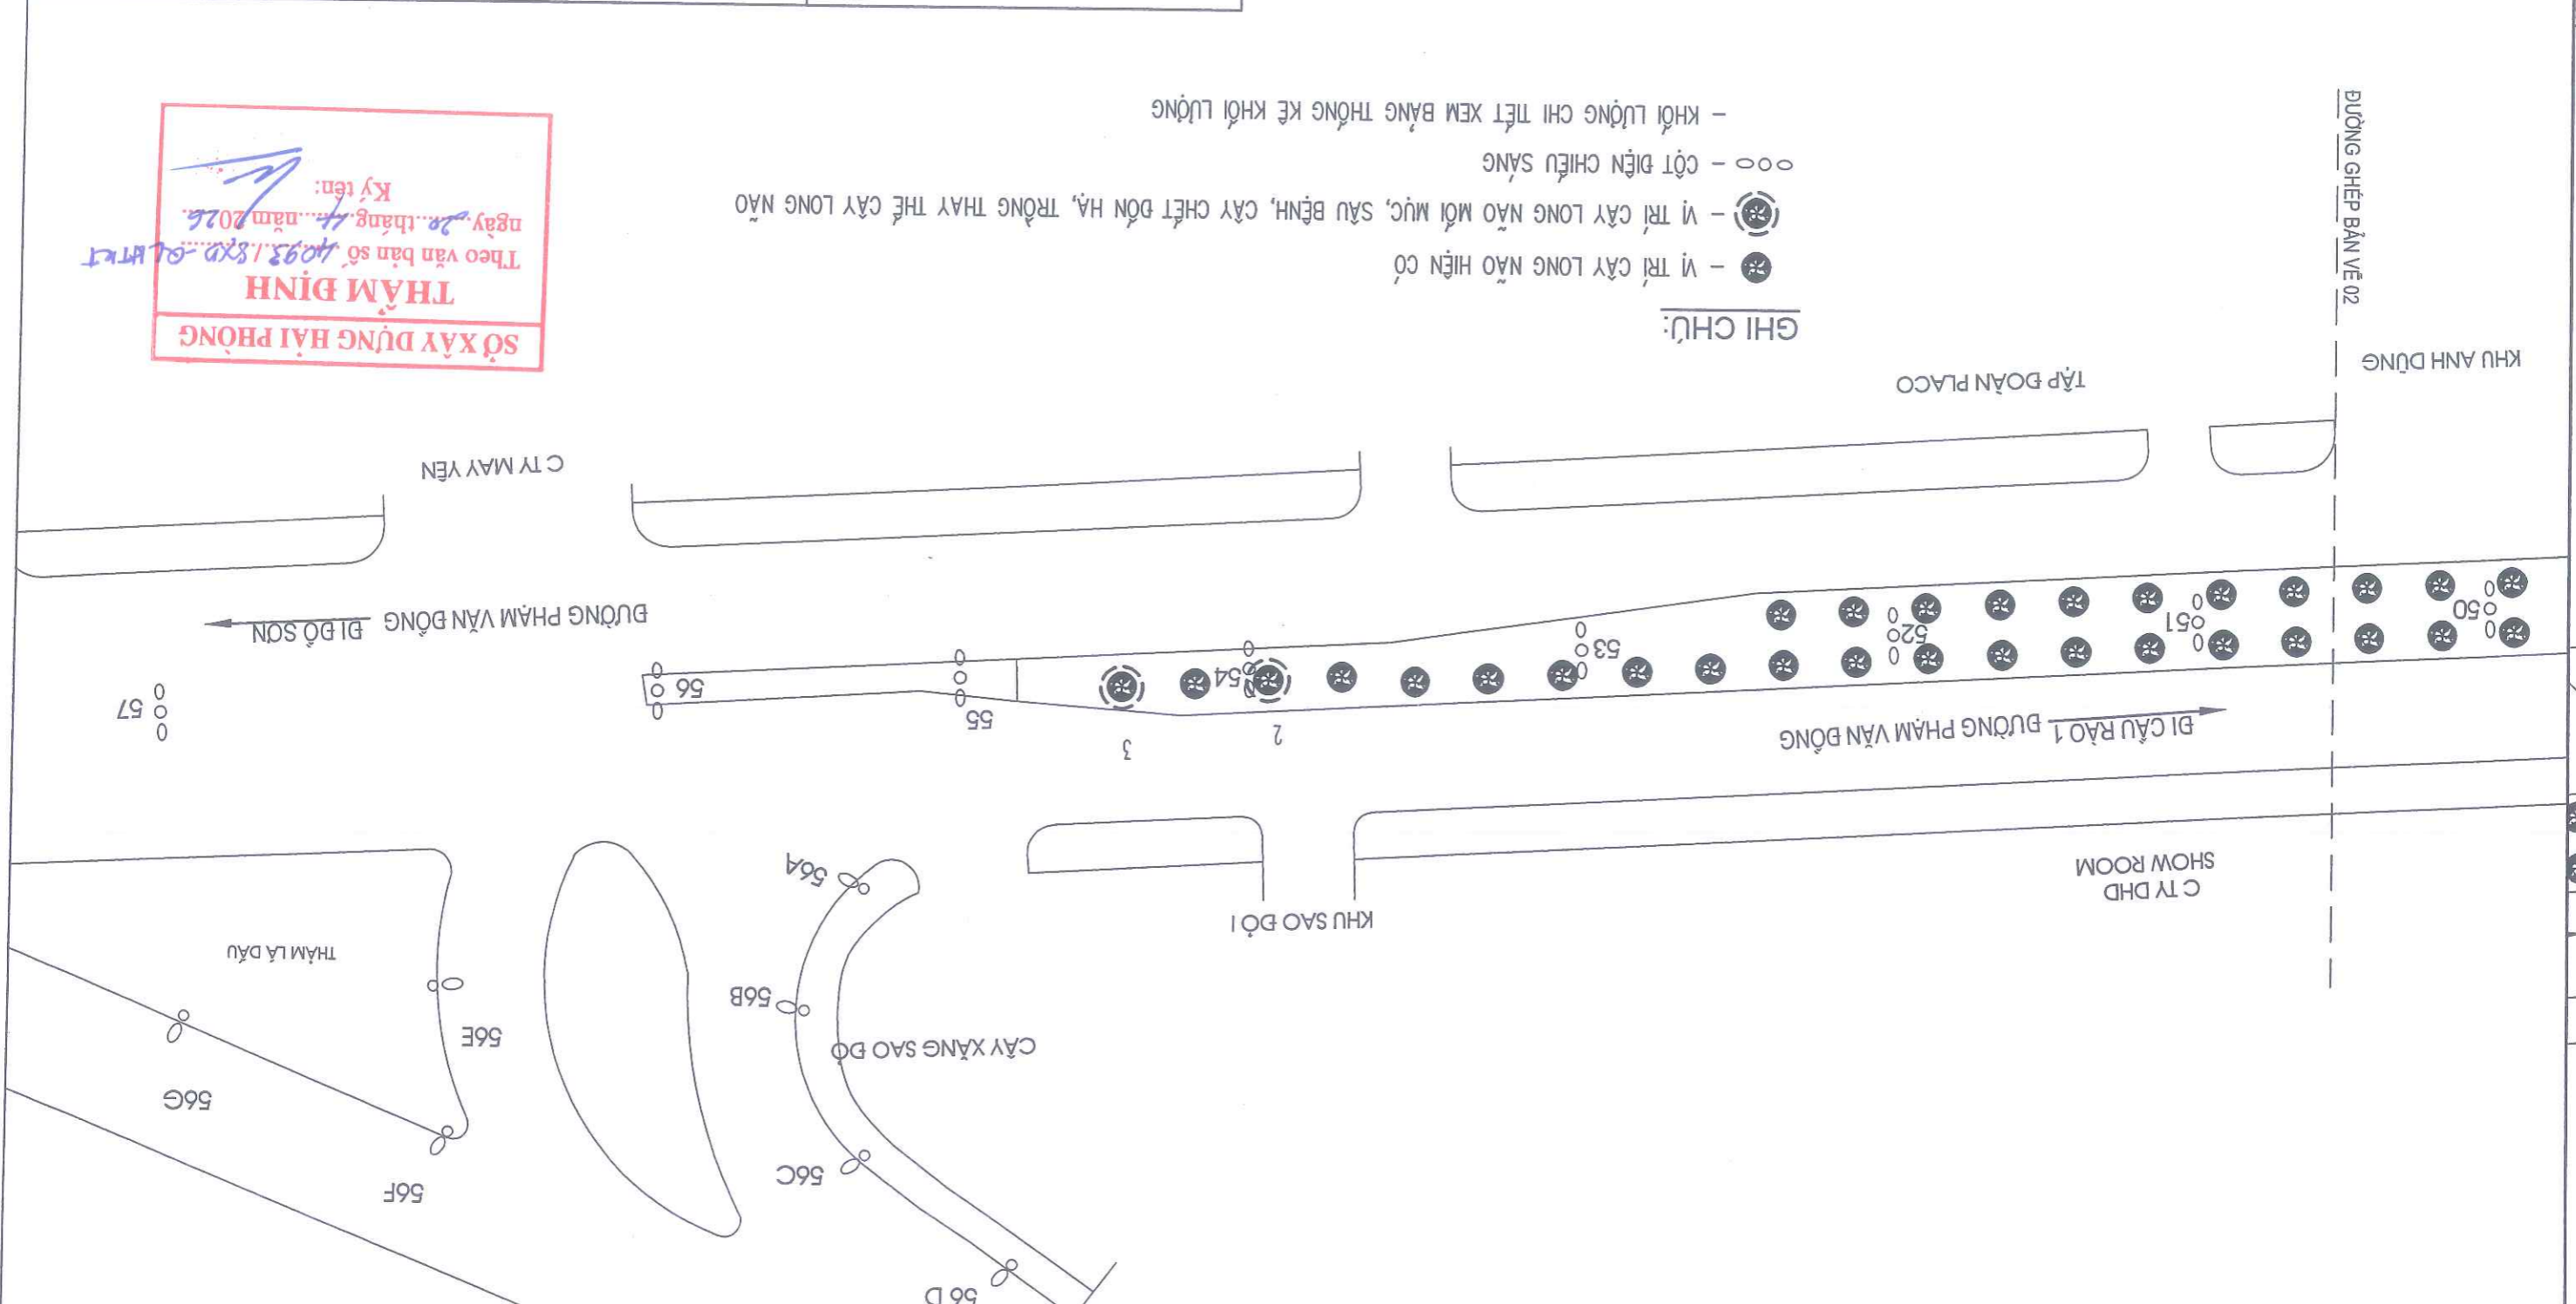 56 D
56C
56F
56G
CÂY XĂNG SAO ĐỎ
56B
56E
THẢM LÁ DẦU
KHU SAO ĐỎ I
56A
C TY DHD
SHOW ROOM
ĐI CẦU RÀO 1 ĐƯỜNG PHẠM VĂN ĐỒNG
2
3
55
57
50
51
52
53
54
56
ĐƯỜNG PHẠM VĂN ĐỒNG ĐI ĐỒ SƠN
C TY MAY YÊN
TẬP ĐOÀN PLACO
KHU ANH DŨNG
ĐƯỜNG GHÉP BẢN VẼ 02
GHI CHÚ:
– VỊ TRÍ CÂY LONG NÃO HIỆN CÓ
– VỊ TRÍ CÂY LONG NÃO MỐI MỤC, SÂU BỆNH, CÂY CHẾT ĐỐN HẠ, TRỒNG THAY THẾ CÂY LONG NÃO
– CỘT ĐIỆN CHIẾU SÁNG
– KHỐI LƯỢNG CHI TIẾT XEM BẢNG THỐNG KÊ KHỐI LƯỢNG
SỞ XÂY DỰNG HẢI PHÒNG
THẨM ĐỊNH
Theo văn bản số 4093/SXD-QLHTKT
ngày 20 tháng 4 năm 2026
Ký tên: